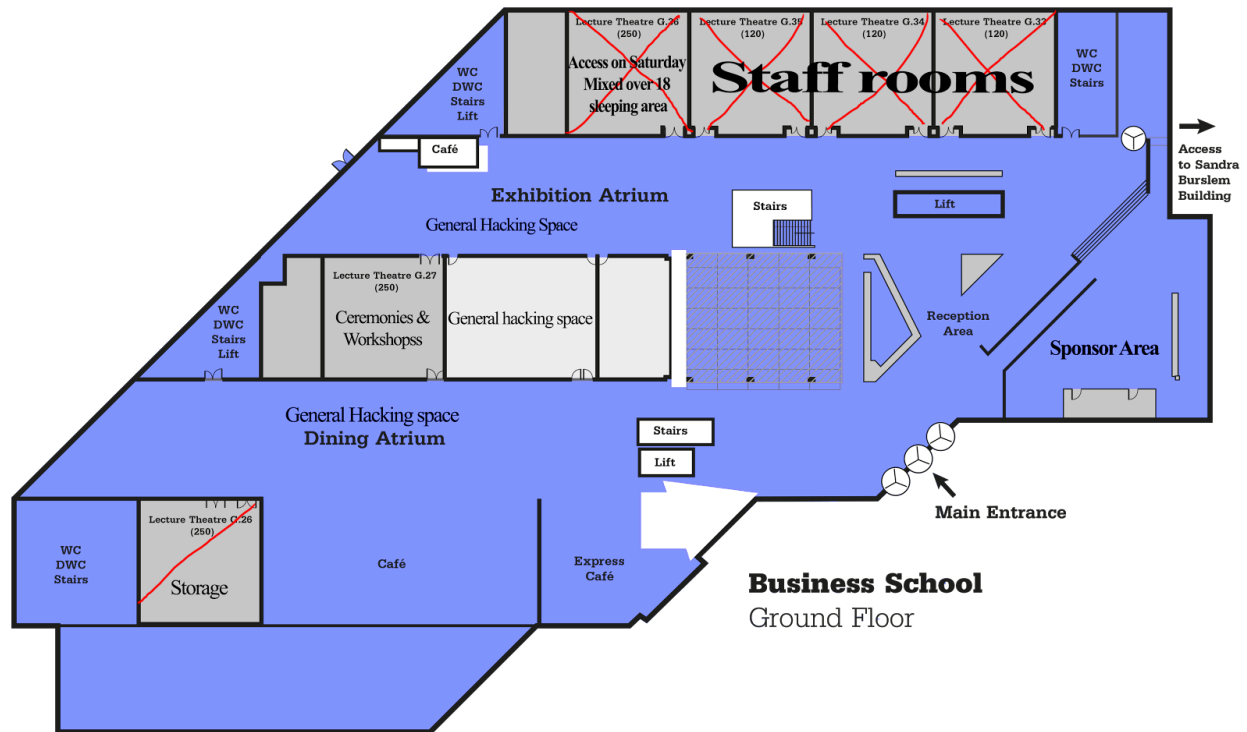 Lecture Theatre G.36
(250)
Access on Saturday
Mixed over 18
sleeping area
Lecture Theatre G.35
(120)
Lecture Theatre G.34
(120)
Lecture Theatre G.33
(120)
Staff rooms
WC
DWC
Stairs
Lift
WC
DWC
Stairs
Café
Access
to Sandra
Burslem
Building
Exhibition Atrium
General Hacking Space
Stairs
Lift
Lecture Theatre G.27
(250)
Ceremonies &
Workshopss
General hacking space
WC
DWC
Stairs
Lift
Reception
Area
Sponsor Area
General Hacking space
Dining Atrium
Stairs
Lift
Main Entrance
WC
DWC
Stairs
Lecture Theatre G.26
(250)
Storage
Café
Express
Café
Business School
Ground Floor